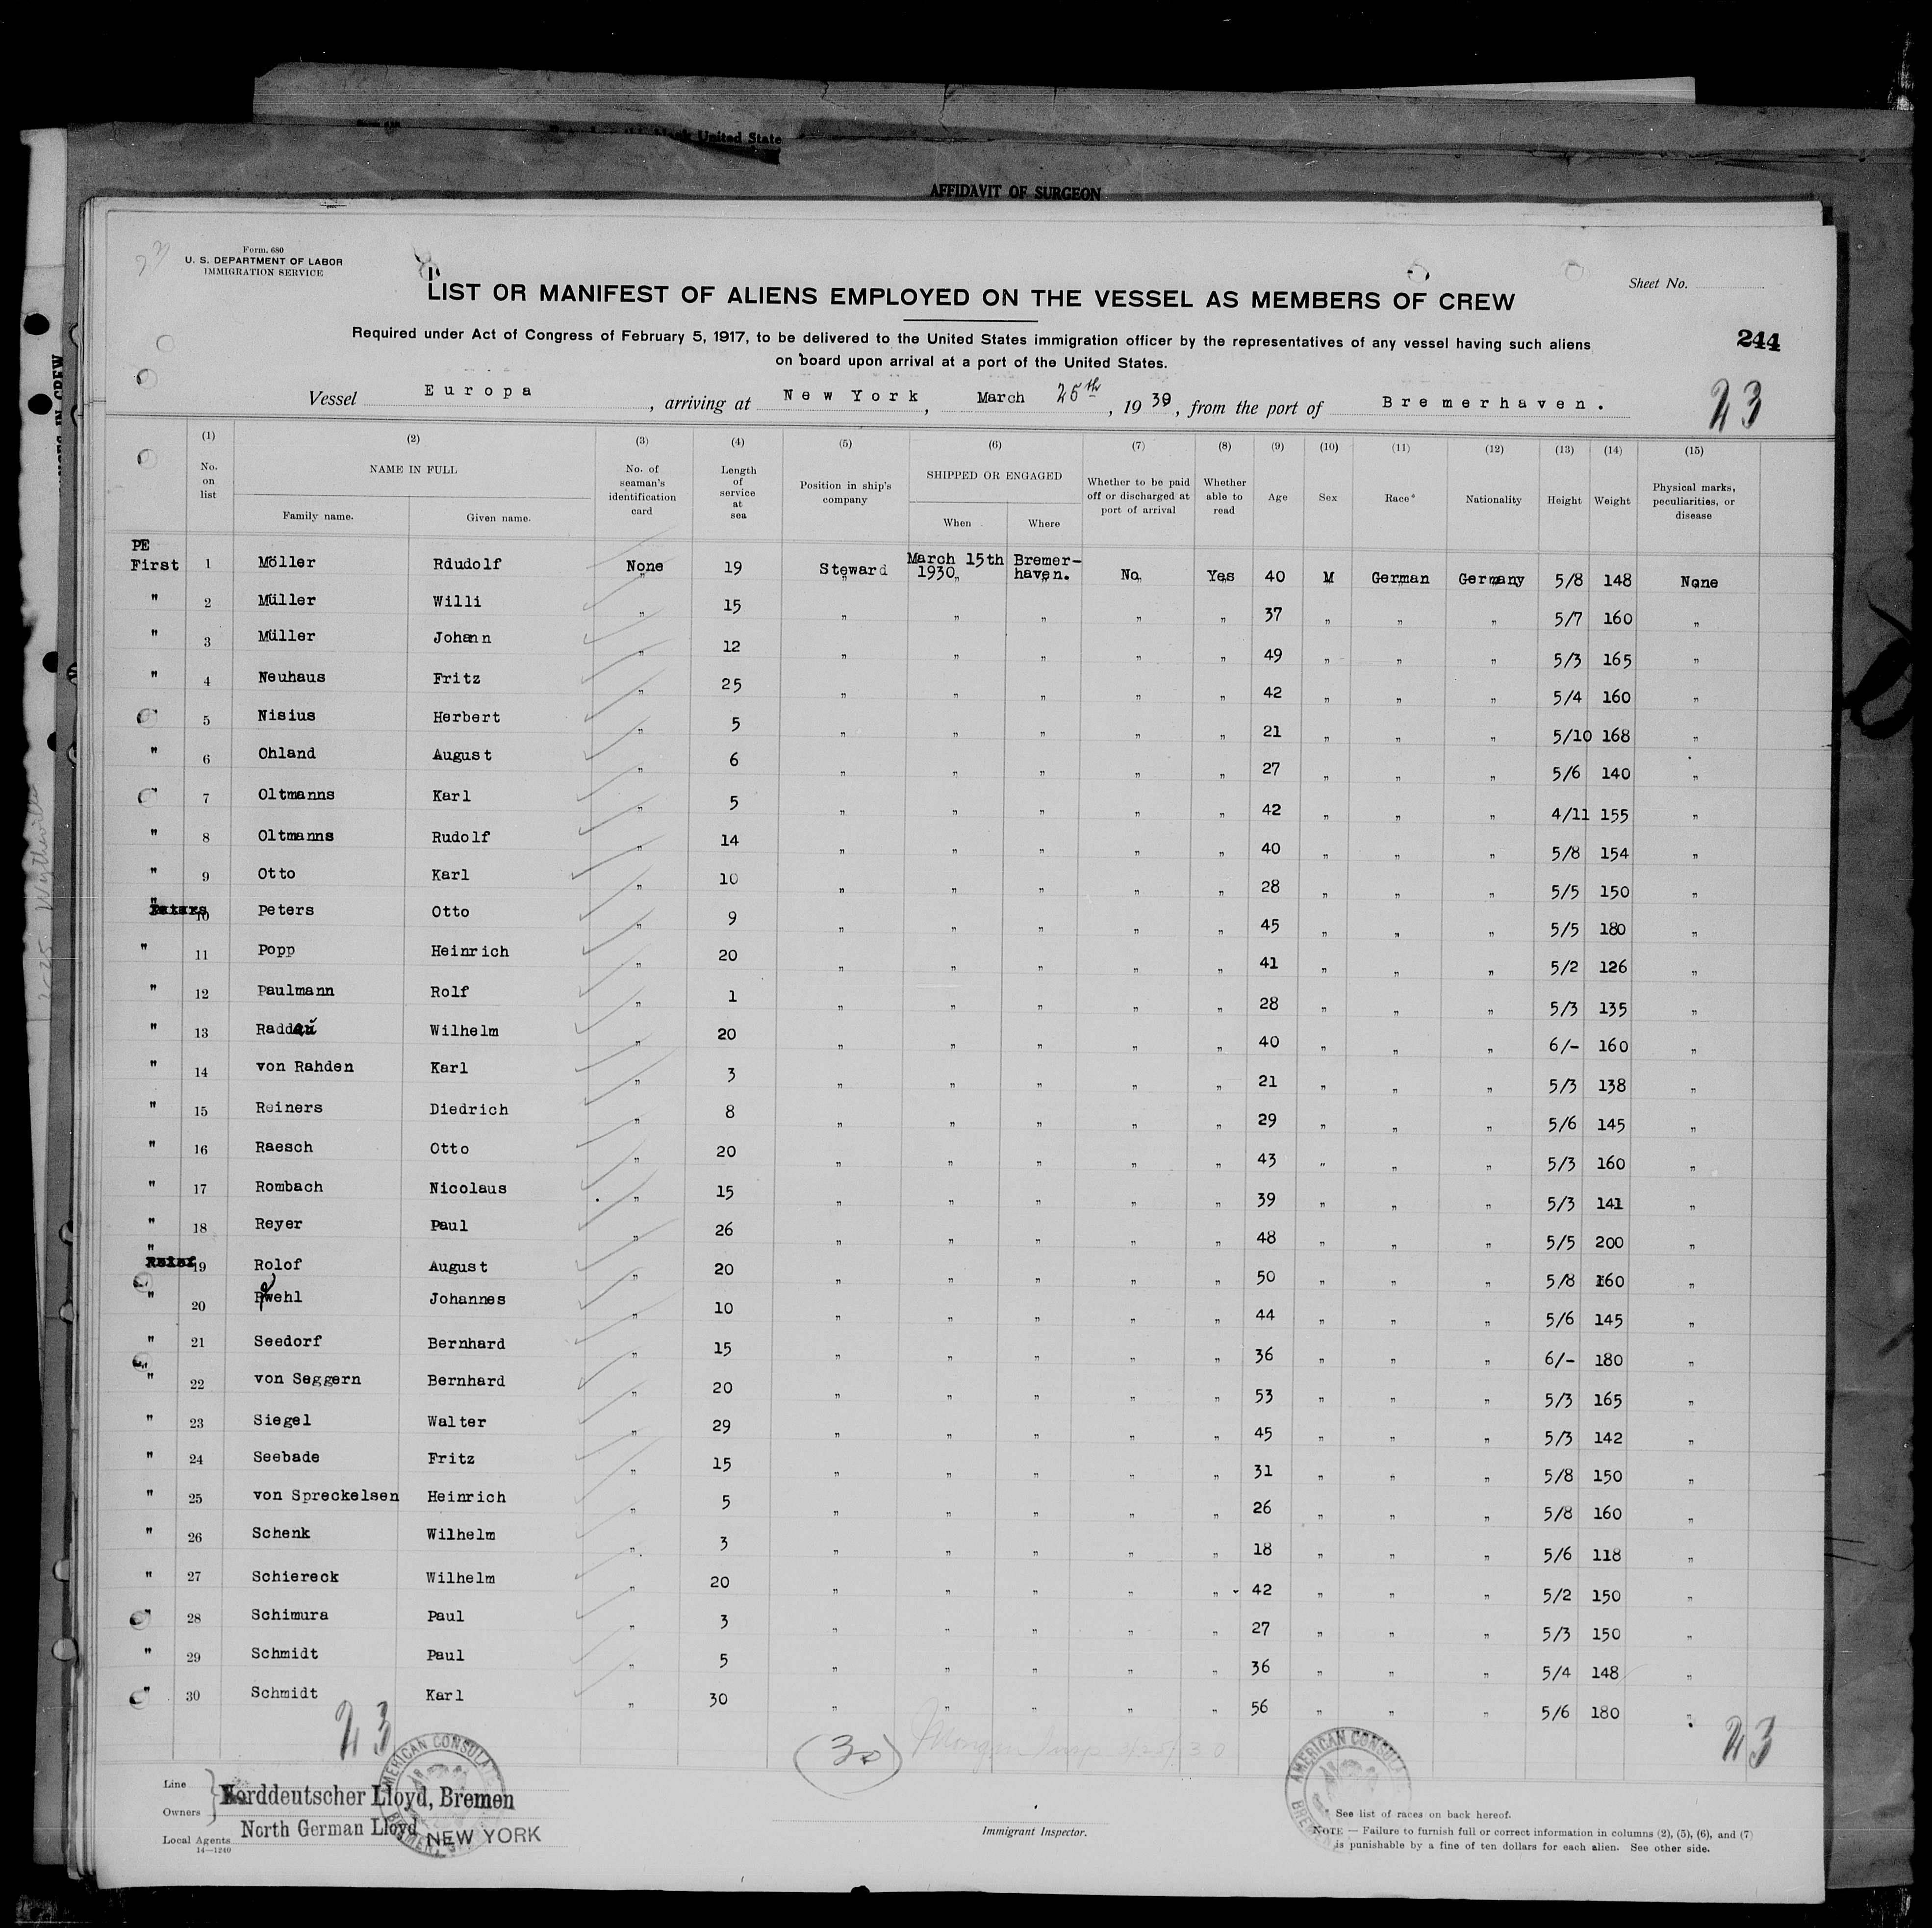 nk United State
AFFIDAVIT OF SURGEON
Form. 680
U. S. DEPARTMENT OF LABOR
IMMIGRATION SERVICE
Sheet No.
LIST OR MANIFEST OF ALIENS EMPLOYED ON THE VESSEL AS MEMBERS OF CREW
Required under Act of Congress of February 5, 1917, to be delivered to the United States immigration officer by the representatives of any vessel having such aliens
on board upon arrival at a port of the United States.
244
Vessel Europa, arriving at New York, March 25th, 1930, from the port of Bremerhaven.
23
(1) (2) (3) (4) (5) (6) (7) (8) (9) (10) (11) (12) (13) (14) (15)
No. on list NAME IN FULL Family name. Given name. No. of seaman's identification card Length of service at sea Position in ship's company SHIPPED OR ENGAGED When Where Whether to be paid off or discharged at port of arrival Whether able to read Age Sex Race* Nationality Height Weight Physical marks, peculiarities, or disease
PE
First 1 Möller Rdudolf None 19 Steward March 15th 1930 Bremer-haven. No Yes 40 M German Germany 5/8 148 None
" 2 Müller Willi " 15 " " " " " 37 " " " 5/7 160 "
" 3 Müller Johann " 12 " " " " " 49 " " " 5/3 165 "
" 4 Neuhaus Fritz " 25 " " " " " 42 " " " 5/4 160 "
" 5 Nisius Herbert " 5 " " " " " 21 " " " 5/10 168 "
" 6 Ohland August " 6 " " " " " 27 " " " 5/6 140 "
" 7 Oltmanns Karl " 5 " " " " " 42 " " " 4/11 155 "
" 8 Oltmanns Rudolf " 14 " " " " " 40 " " " 5/8 154 "
" 9 Otto Karl " 10 " " " " " 28 " " " 5/5 150 "
" 10 Peters Otto " 9 " " " " " 45 " " " 5/5 180 "
" 11 Popp Heinrich " 20 " " " " " 41 " " " 5/2 126 "
" 12 Paulmann Rolf " 1 " " " " " 28 " " " 5/3 135 "
" 13 Raddau Wilhelm " 20 " " " " " 40 " " " 6/- 160 "
" 14 von Rahden Karl " 3 " " " " " 21 " " " 5/3 138 "
" 15 Reiners Diedrich " 8 " " " " " 29 " " " 5/6 145 "
" 16 Raesch Otto " 20 " " " " " 43 " " " 5/3 160 "
" 17 Rombach Nicolaus " 15 " " " " " 39 " " " 5/3 141 "
" 18 Reyer Paul " 26 " " " " " 48 " " " 5/5 200 "
" 19 Rolof August " 20 " " " " " 50 " " " 5/8 160 "
" 20 Johannes " 10 " " " " " 44 " " " 5/6 145 "
" 21 Seedorf Bernhard " 15 " " " " " 36 " " " 6/- 180 "
" 22 von Seggern Bernhard " 20 " " " " " 53 " " " 5/3 165 "
" 23 Siegel Walter " 29 " " " " " 45 " " " 5/3 142 "
" 24 Seebade Fritz " 15 " " " " " 31 " " " 5/8 150 "
" 25 von Spreckelsen Heinrich " 5 " " " " " 26 " " " 5/8 160 "
" 26 Schenk Wilhelm " 3 " " " " " 18 " " " 5/6 118 "
" 27 Schiereck Wilhelm " 20 " " " " " 42 " " " 5/2 150 "
" 28 Schimura Paul " 3 " " " " " 27 " " " 5/3 150 "
" 29 Schmidt Paul " 5 " " " " " 36 " " " 5/4 148 "
" 30 Schmidt Karl " 30 " " " " " 56 " " " 5/6 180 "
23 (30) 23
AMERICAN CONSULA
AMERICAN CONSUL
Line
Owners
Norddeutscher Lloyd, Bremen
Local Agents North German Lloyd NEW YORK
14—1240
Immigrant Inspector.
* See list of races on back hereof.
NOTE — Failure to furnish full or correct information in columns (2), (5), (6), and (7)
is punishable by a fine of ten dollars for each alien. See other side.